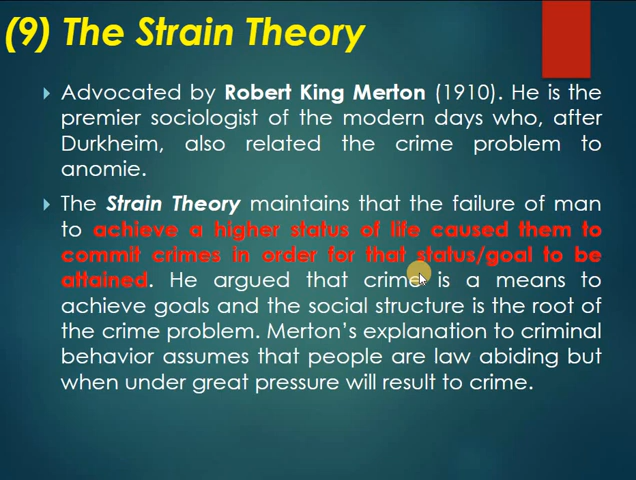 (9) The Strain Theory
Advocated by Robert King Merton (1910). He is the
premier sociologist of the modern days who, after
Durkheim, also related the crime problem to
anomie.
The Strain Theory maintains that the failure of man
to achieve a higher status of life caused them to
commit crimes in order for that status/goal to be
attained. He argued that crime is a means to
achieve goals and the social structure is the root of
the crime problem. Merton's explanation to criminal
behavior assumes that people are law abiding but
when under great pressure will result to crime.